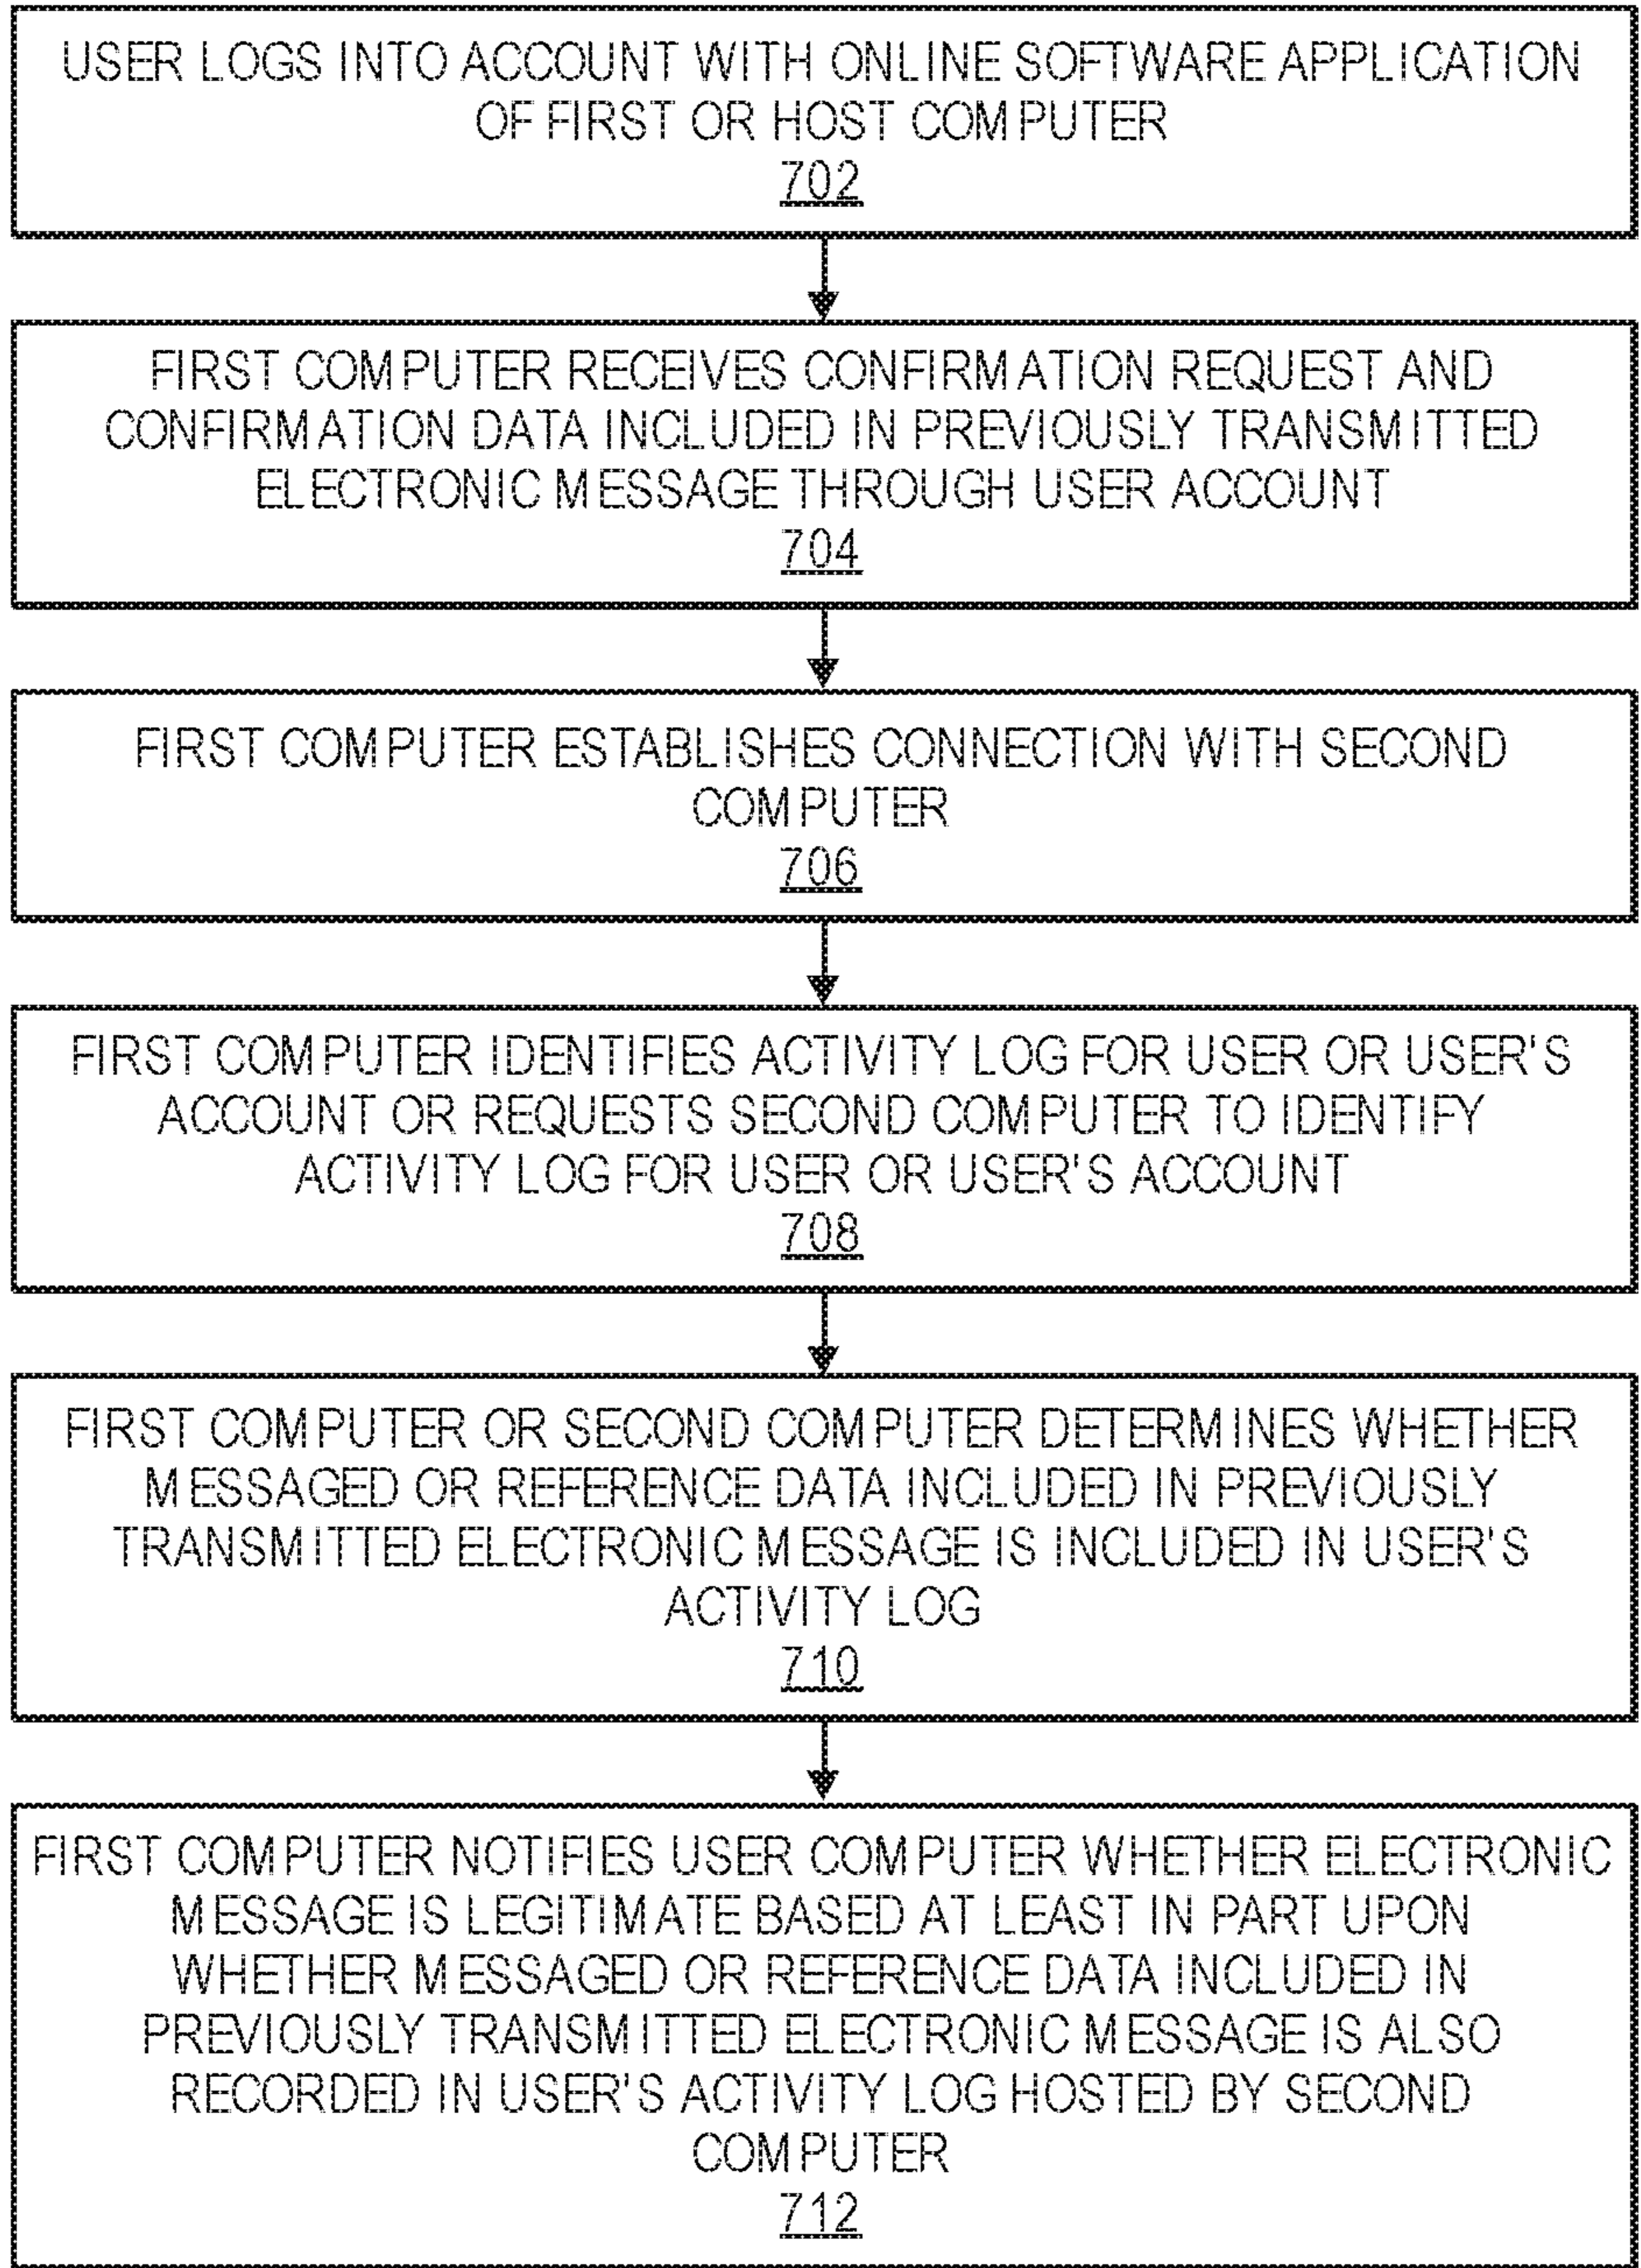 USER LOGS INTO ACCOUNT WITH ONLINE SOFTWARE APPLICATION
OF FIRST OR HOST COMPUTER
702
FIRST COMPUTER RECEIVES CONFIRMATION REQUEST AND
CONFIRMATION DATA INCLUDED IN PREVIOUSLY TRANSMITTED
ELECTRONIC MESSAGE THROUGH USER ACCOUNT
704
FIRST COMPUTER ESTABLISHES CONNECTION WITH SECOND
COMPUTER
706
FIRST COMPUTER IDENTIFIES ACTIVITY LOG FOR USER OR USER'S
ACCOUNT OR REQUESTS SECOND COMPUTER TO IDENTIFY
ACTIVITY LOG FOR USER OR USER'S ACCOUNT
708
FIRST COMPUTER OR SECOND COMPUTER DETERMINES WHETHER
MESSAGED OR REFERENCE DATA INCLUDED IN PREVIOUSLY
TRANSMITTED ELECTRONIC MESSAGE IS INCLUDED IN USER'S
ACTIVITY LOG
710
FIRST COMPUTER NOTIFIES USER COMPUTER WHETHER ELECTRONIC
MESSAGE IS LEGITIMATE BASED AT LEAST IN PART UPON
WHETHER MESSAGED OR REFERENCE DATA INCLUDED IN
PREVIOUSLY TRANSMITTED ELECTRONIC MESSAGE IS ALSO
RECORDED IN USER'S ACTIVITY LOG HOSTED BY SECOND
COMPUTER
712